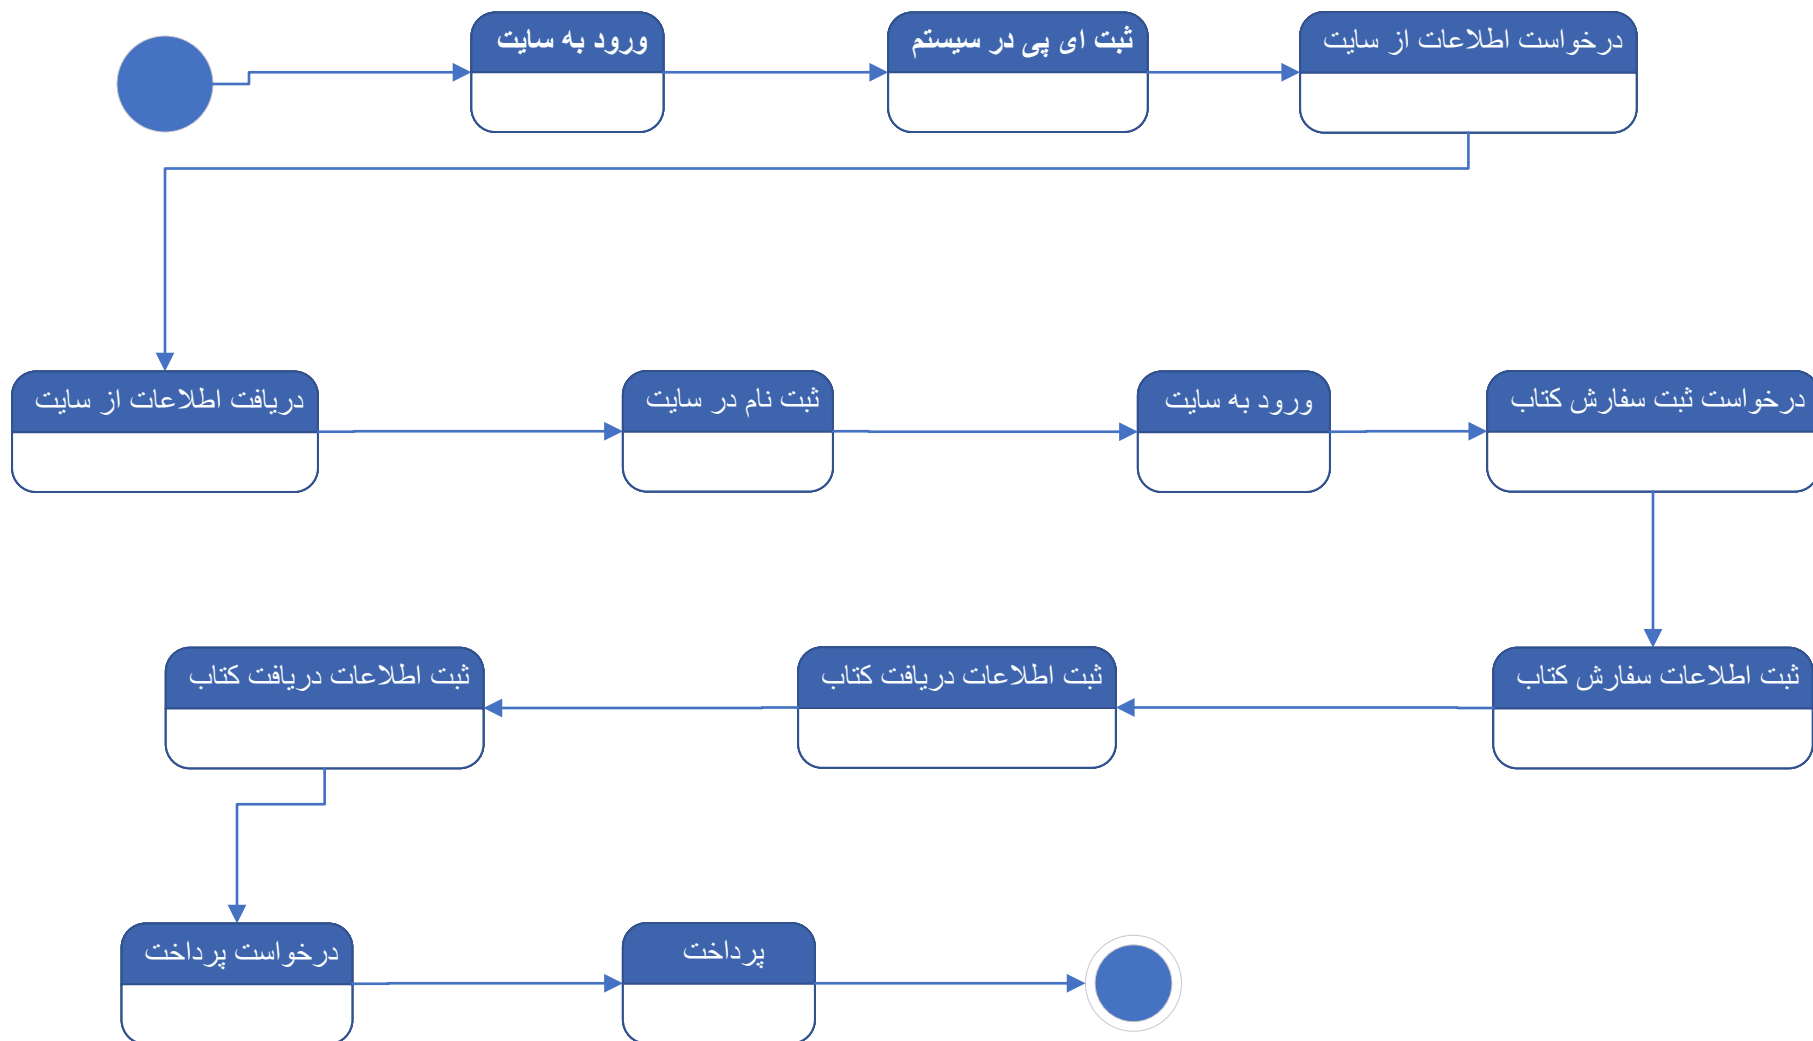 ورود به سایت
ثبت ای پی در سیستم
درخواست اطلاعات از سایت
دریافت اطلاعات از سایت
ثبت نام در سایت
ورود به سایت
درخواست ثبت سفارش کتاب
ثبت اطلاعات سفارش کتاب
ثبت اطلاعات دریافت کتاب
ثبت اطلاعات دریافت کتاب
درخواست پرداخت
پرداخت